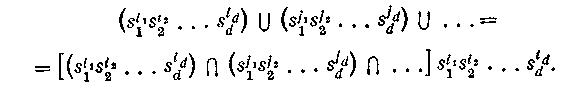 (s₁^{i₁}s₂^{i₂} ... s_d^{i_d}) ⋃ (s₁^{j₁}s₂^{j₂} ... s_d^{j_d}) ⋃ ... =
= [(s₁^{i₁}s₂^{i₂} ... s_d^{i_d}) ⋂ (s₁^{j₁}s₂^{j₂} ... s_d^{j_d}) ⋂ ...] s₁^{i₁}s₂^{i₂} ... s_d^{i_d}.